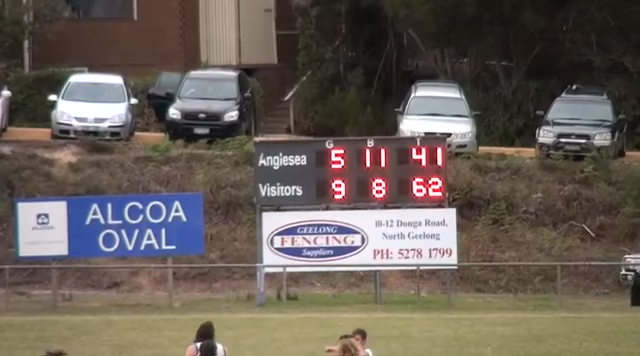 G B T
Anglesea 5 11 41
Visitors 9 8 62
ALCOA
OVAL
GEELONG
FENCING
Suppliers
10-12 Donga Road,
North Geelong
PH: 5278 1799